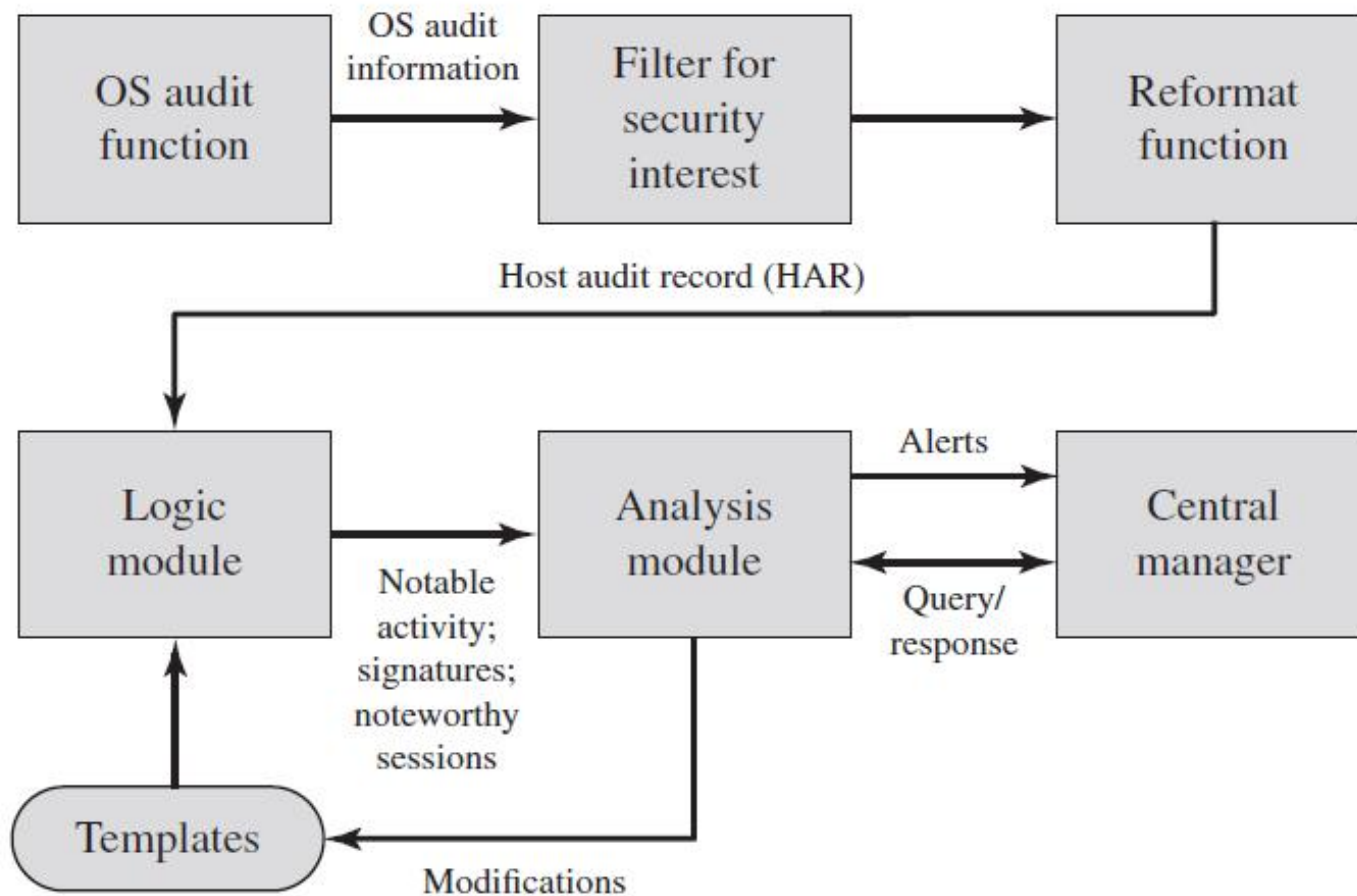 OS audit
function
OS audit
information
Filter for
security
interest
Reformat
function
Host audit record (HAR)
Logic
module
Notable
activity;
signatures;
noteworthy
sessions
Analysis
module
Alerts
Query/
response
Central
manager
Templates
Modifications